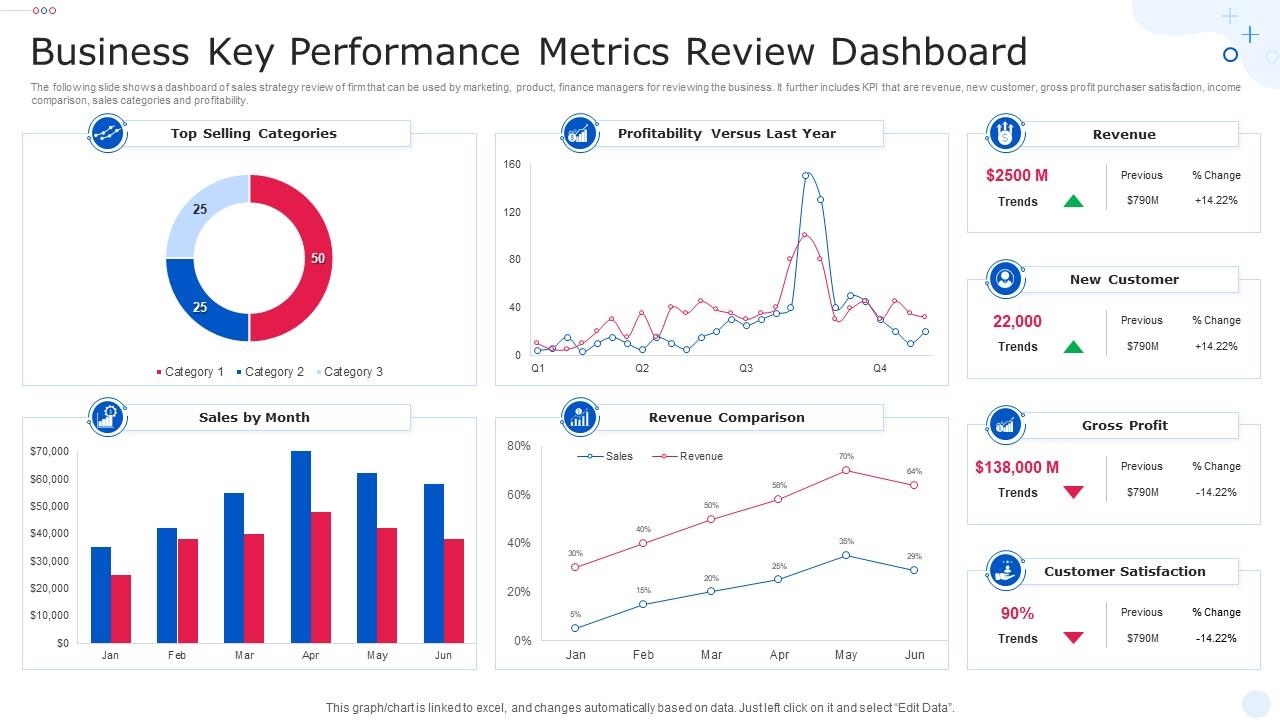 Business Key Performance Metrics Review Dashboard
The following slide shows a dashboard of sales strategy review of firm that can be used by marketing, product, finance managers for reviewing the business. It further includes KPI that are revenue, new customer, gross profit purchaser satisfaction, income
comparison, sales categories and profitability.
Top Selling Categories
25
50
25
Category 1 Category 2 Category 3
Profitability Versus Last Year
160
120
80
40
0
Q1 Q2 Q3 Q4
Revenue
$2500 M Previous % Change
Trends $790M +14.22%
New Customer
22,000 Previous % Change
Trends $790M +14.22%
Sales by Month
$70,000
$60,000
$50,000
$40,000
$30,000
$20,000
$10,000
$0
Jan Feb Mar Apr May Jun
Revenue Comparison
Sales Revenue
80%
60%
40%
20%
0%
30% 40% 50% 58% 70% 64%
5% 15% 20% 25% 35% 29%
Jan Feb Mar Apr May Jun
Gross Profit
$138,000 M Previous % Change
Trends $790M -14.22%
Customer Satisfaction
90% Previous % Change
Trends $790M -14.22%
This graph/chart is linked to excel, and changes automatically based on data. Just left click on it and select “Edit Data”.